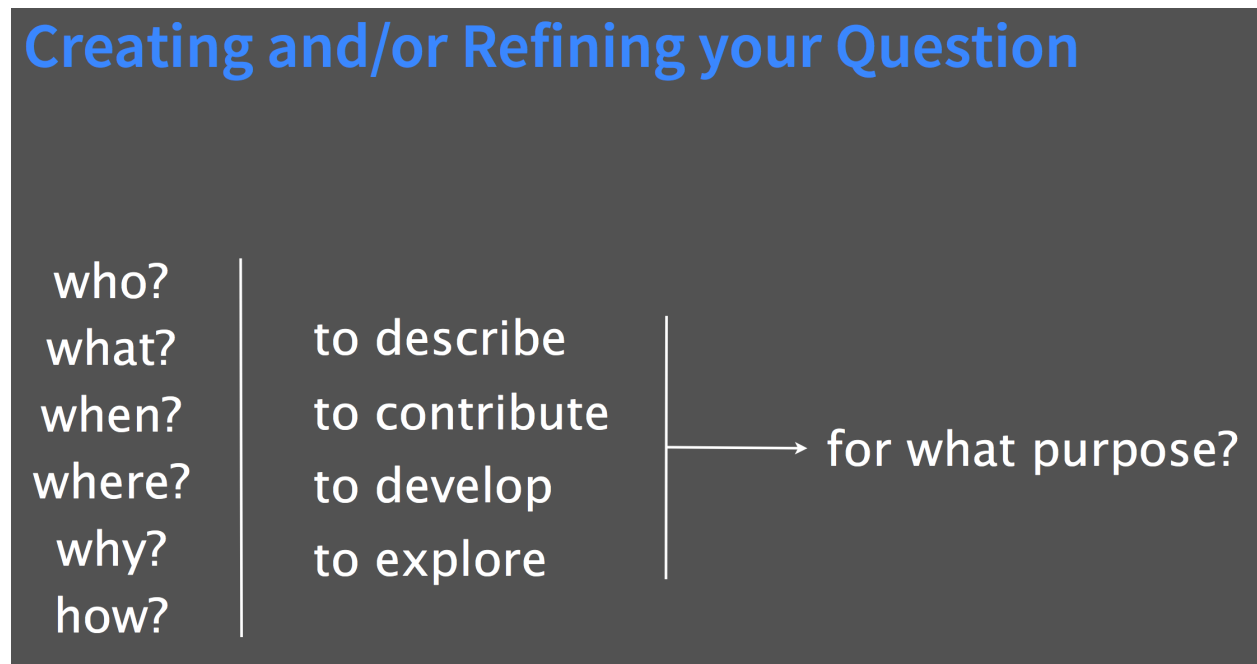 Creating and/or Refining your Question
who?
what?
when?
where?
why?
how?
to describe
to contribute
to develop
to explore
for what purpose?